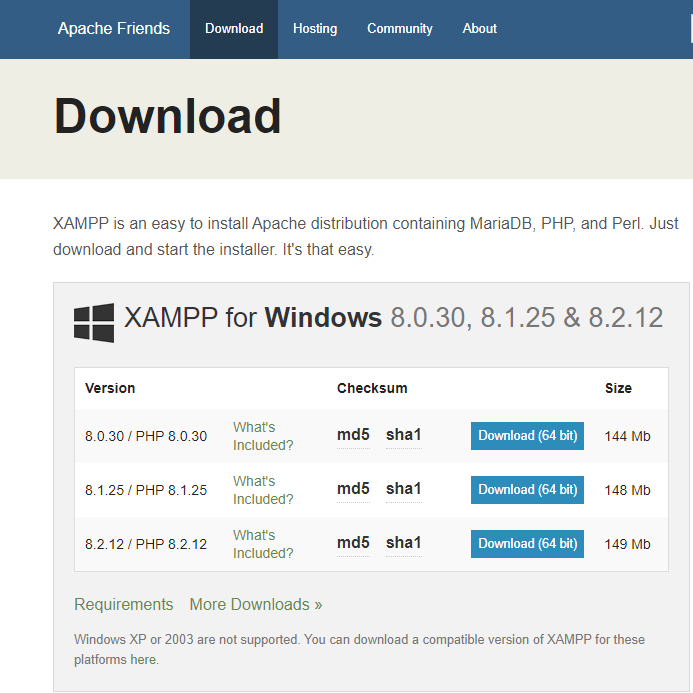 Apache Friends Download Hosting Community About
Download
XAMPP is an easy to install Apache distribution containing MariaDB, PHP, and Perl. Just
download and start the installer. It's that easy.
XAMPP for Windows 8.0.30, 8.1.25 & 8.2.12
Version Checksum Size
8.0.30 / PHP 8.0.30 What's
Included? md5 sha1 Download (64 bit) 144 Mb
8.1.25 / PHP 8.1.25 What's
Included? md5 sha1 Download (64 bit) 148 Mb
8.2.12 / PHP 8.2.12 What's
Included? md5 sha1 Download (64 bit) 149 Mb
Requirements More Downloads »
Windows XP or 2003 are not supported. You can download a compatible version of XAMPP for these
platforms here.